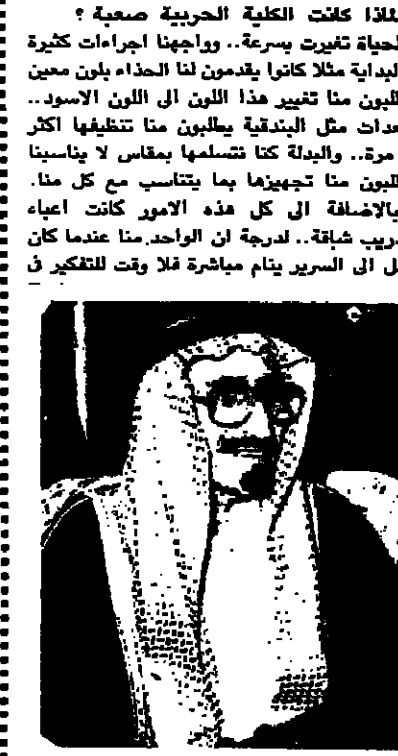 لماذا كانت الكلية الحربية صعبة ؟
لحياة تغيرت بسرعة.. وواجهنا اجراءات كثيرة
لبداية مثلا كانوا يقدمون لنا الحذاء بلون معين
للبون منا تغيير هذا اللون الى اللون الاسود..
عدات مثل البندقية يطلبون منا تنظيفها اكثر
مرة.. والبدلة كنا نتسلمها بمقاس لا يناسبنا
للبون منا تجهيزها بما يتناسب مع كل منا.
بالاضافة الى كل هذه الامور كانت اعباء
دريب شاقة.. لدرجة ان الواحد منا عندما كان
ل الى السرير ينام مباشرة فلا وقت للتفكير في